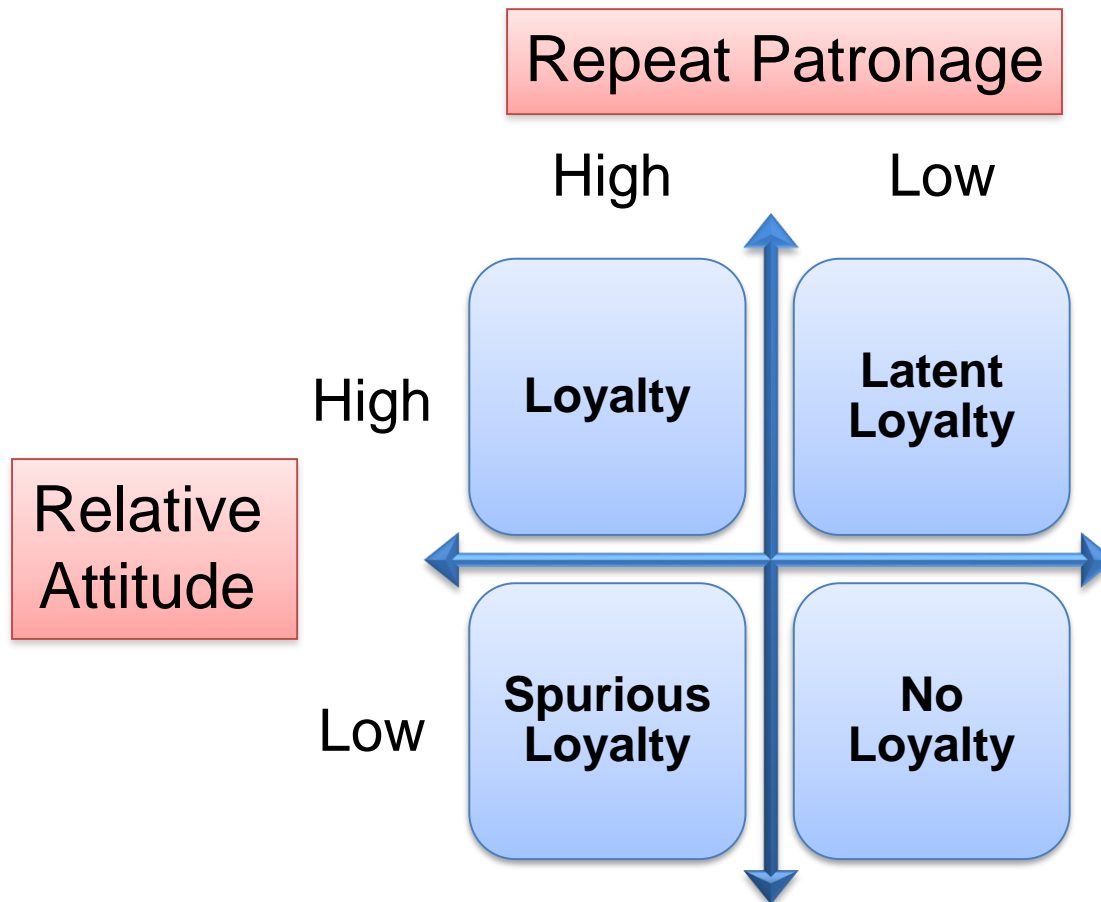 Repeat Patronage
High Low
High
Loyalty
Latent
Loyalty
Relative
Attitude
Low
Spurious
Loyalty
No
Loyalty